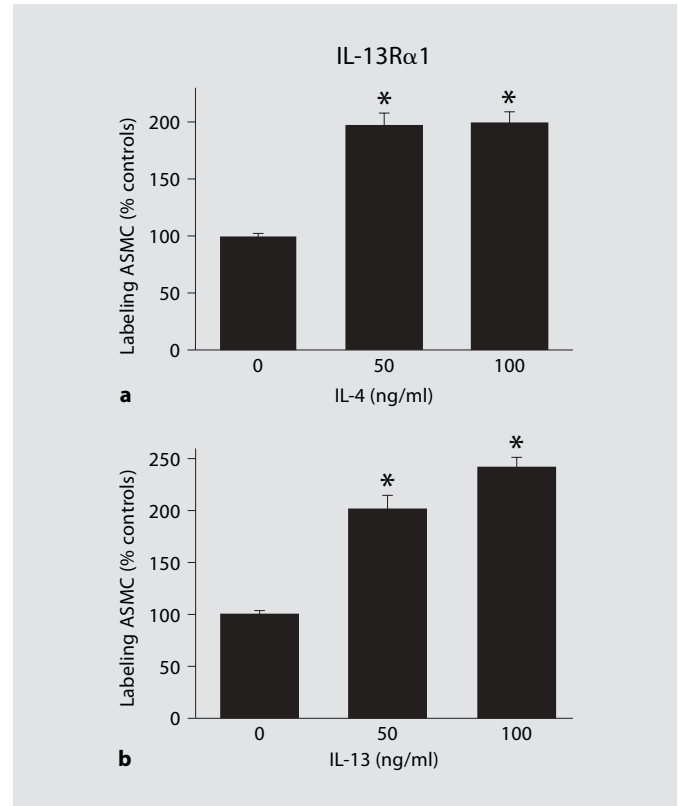 IL-13Rα1
Labeling ASMC (% controls)
200
150
100
50
0
* *
0 50 100
a
IL-4 (ng/ml)
Labeling ASMC (% controls)
250
200
150
100
50
0
*
*
0 50 100
b
IL-13 (ng/ml)